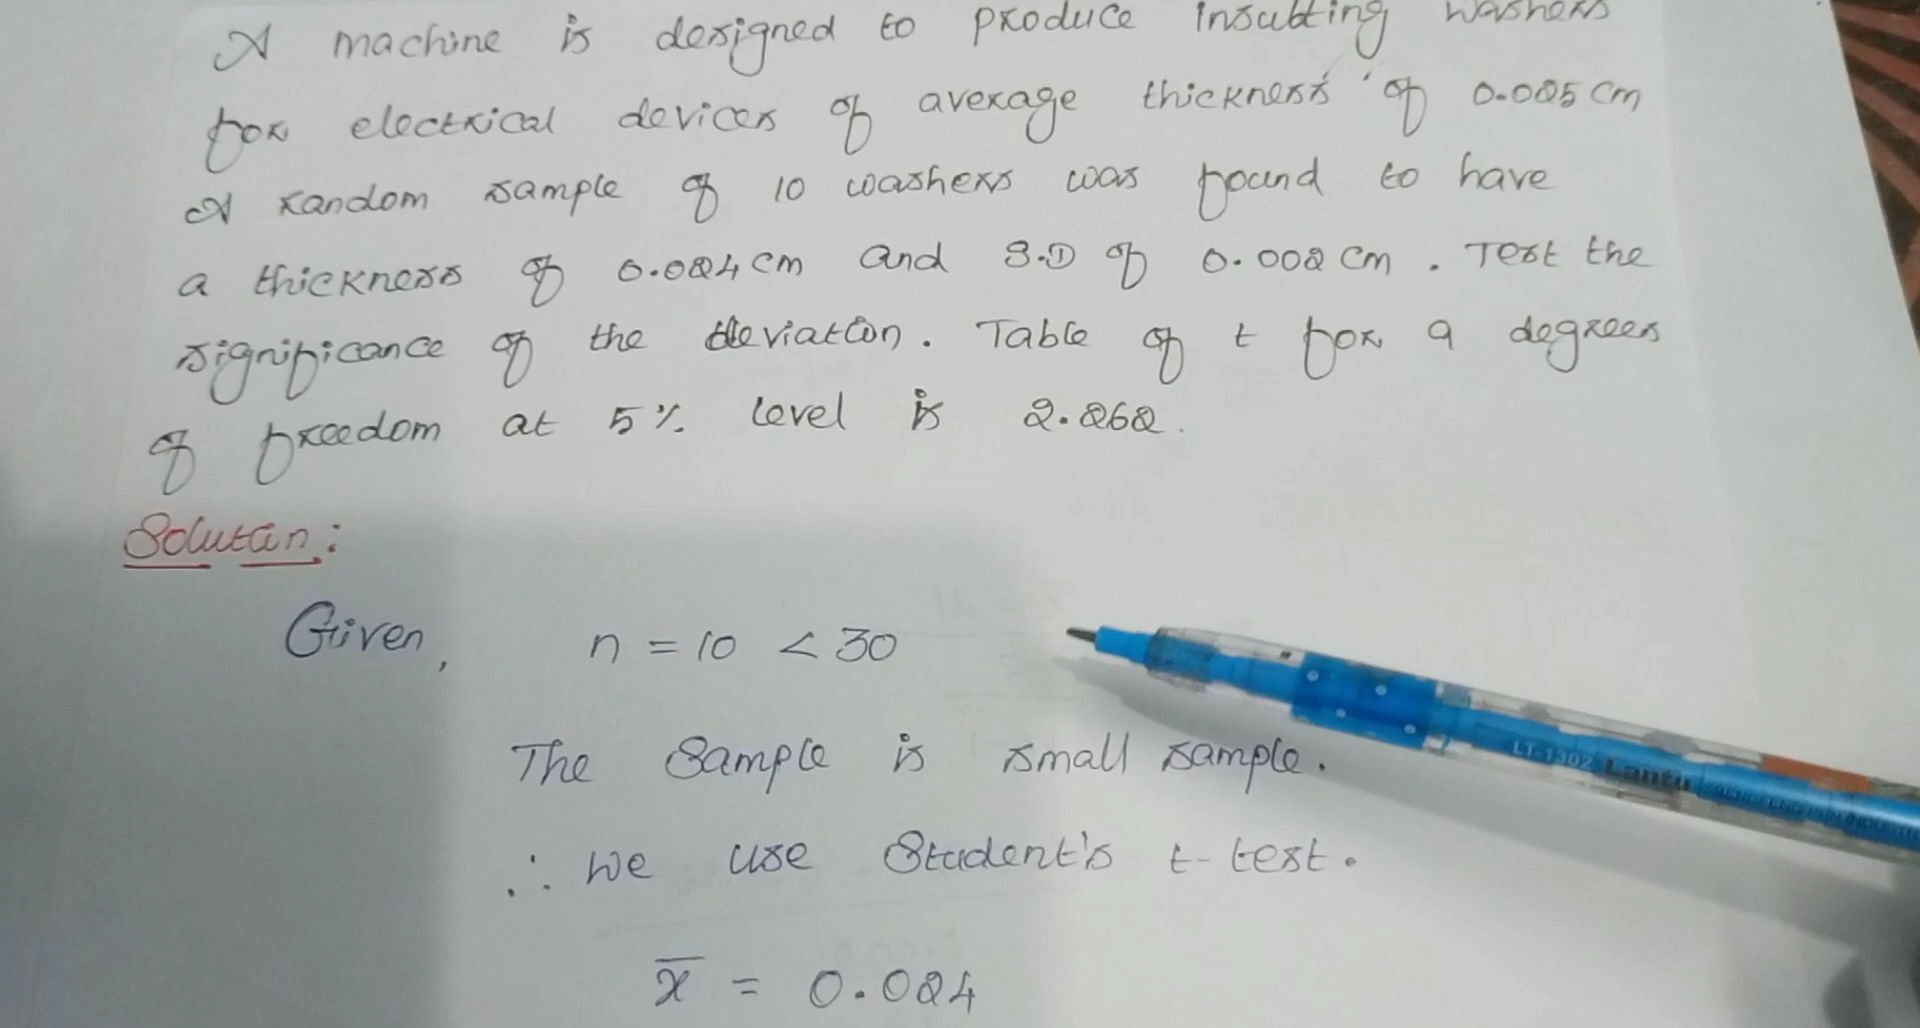 A machine is designed to produce insulating washers
for electrical devices of average thickness of 0.025 cm
A random sample of 10 washers was found to have
a thickness of 0.024 cm and S.D of 0.002 cm. Test the
significance of the deviation. Table of t for 9 degrees
of freedom at 5% level is 2.262.
Solution:
Given, n = 10 < 30
The Sample is small sample.
∴ we use Student's t-test.
x̄ = 0.024
LT-1302 Lantu